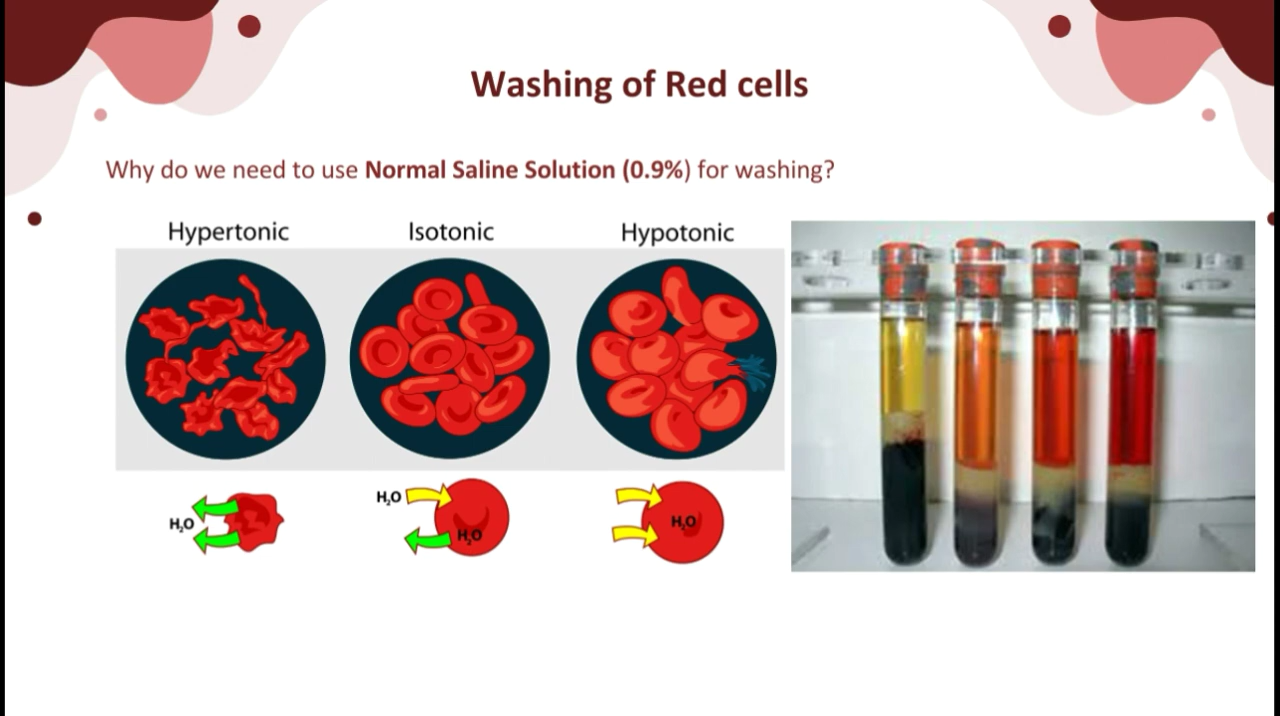 Washing of Red cells
Why do we need to use Normal Saline Solution (0.9%) for washing?
Hypertonic Isotonic Hypotonic
H₂O
H₂O
H₂O
H₂O